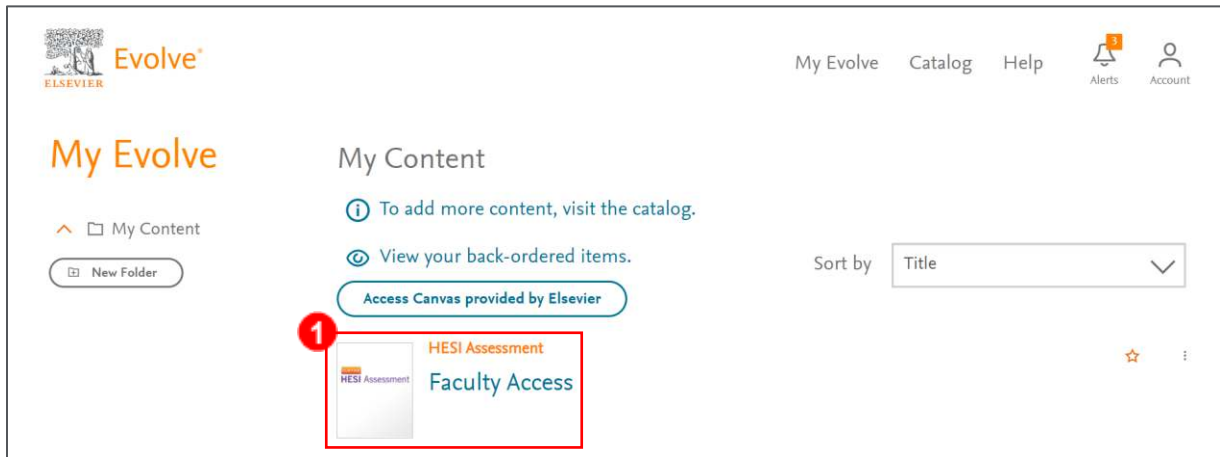 Evolve®
ELSEVIER
My Evolve
Catalog
Help
3
Alerts
Account
My Evolve
My Content
New Folder
My Content
To add more content, visit the catalog.
View your back-ordered items.
Access Canvas provided by Elsevier
Sort by
Title
1
HESI Assessment
HESI Assessment
Faculty Access